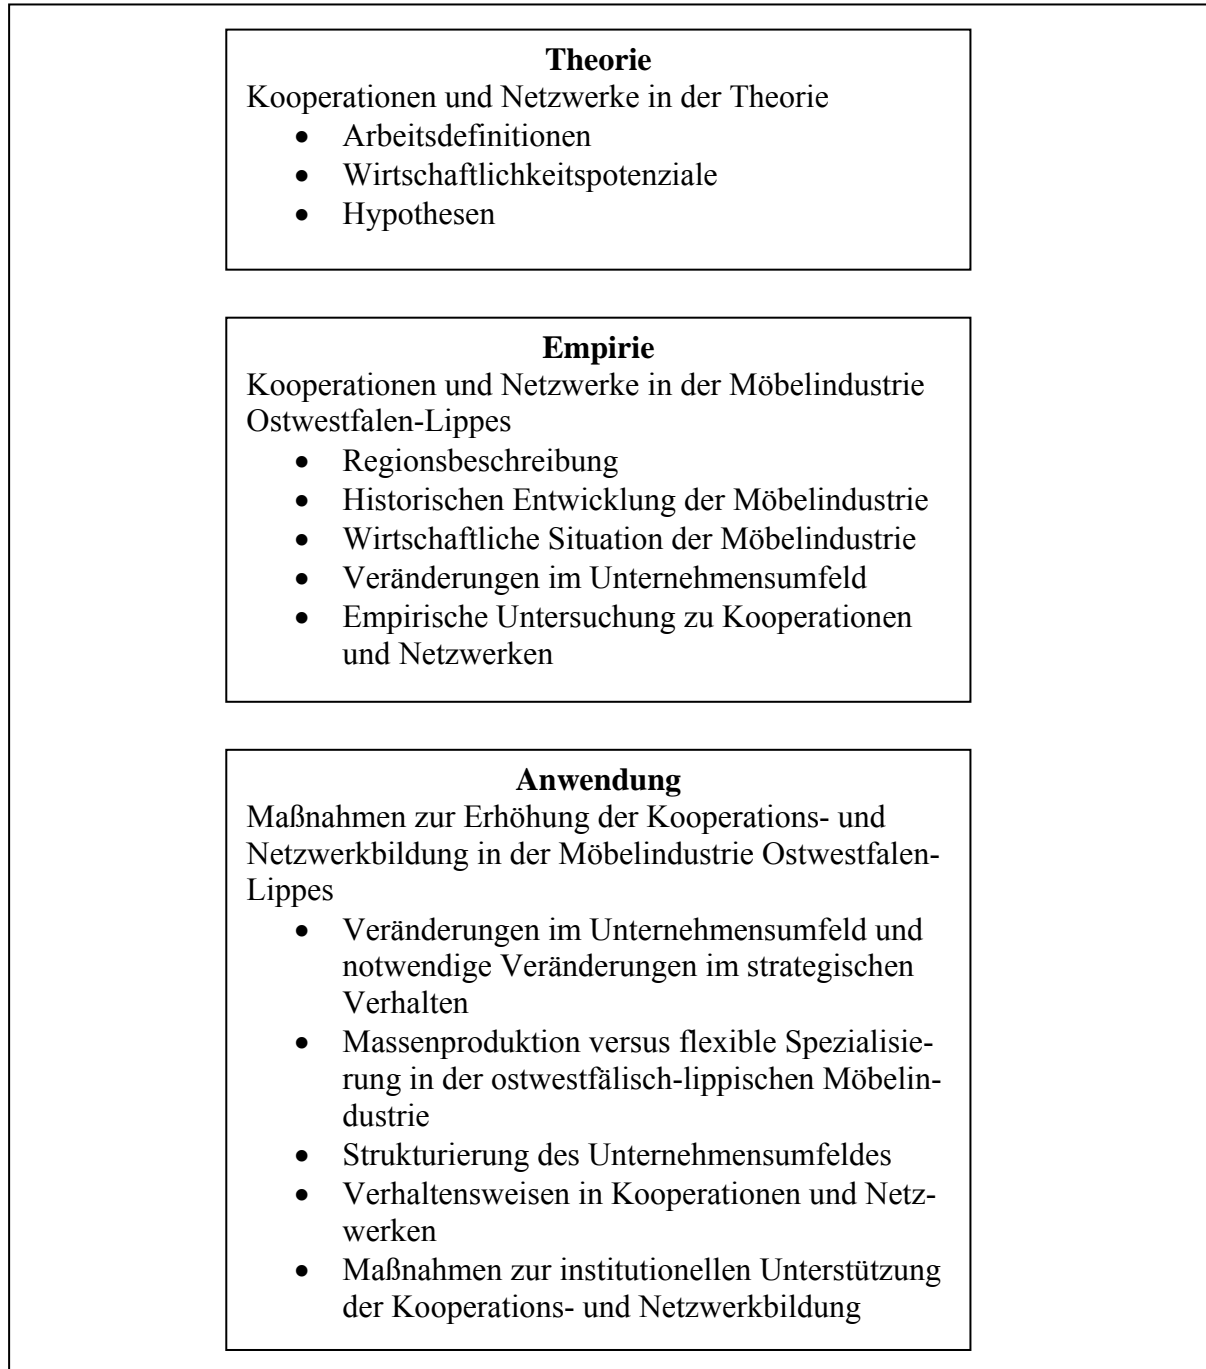 Theorie
Kooperationen und Netzwerke in der Theorie
• Arbeitsdefinitionen
• Wirtschaftlichkeitspotenziale
• Hypothesen
Empirie
Kooperationen und Netzwerke in der Möbelindustrie
Ostwestfalen-Lippes
• Regionsbeschreibung
• Historischen Entwicklung der Möbelindustrie
• Wirtschaftliche Situation der Möbelindustrie
• Veränderungen im Unternehmensumfeld
• Empirische Untersuchung zu Kooperationen
und Netzwerken
Anwendung
Maßnahmen zur Erhöhung der Kooperations- und
Netzwerkbildung in der Möbelindustrie Ostwestfalen-
Lippes
• Veränderungen im Unternehmensumfeld und
notwendige Veränderungen im strategischen
Verhalten
• Massenproduktion versus flexible Spezialisie-
rung in der ostwestfälisch-lippischen Möbelin-
dustrie
• Strukturierung des Unternehmensumfeldes
• Verhaltensweisen in Kooperationen und Netz-
werken
• Maßnahmen zur institutionellen Unterstützung
der Kooperations- und Netzwerkbildung